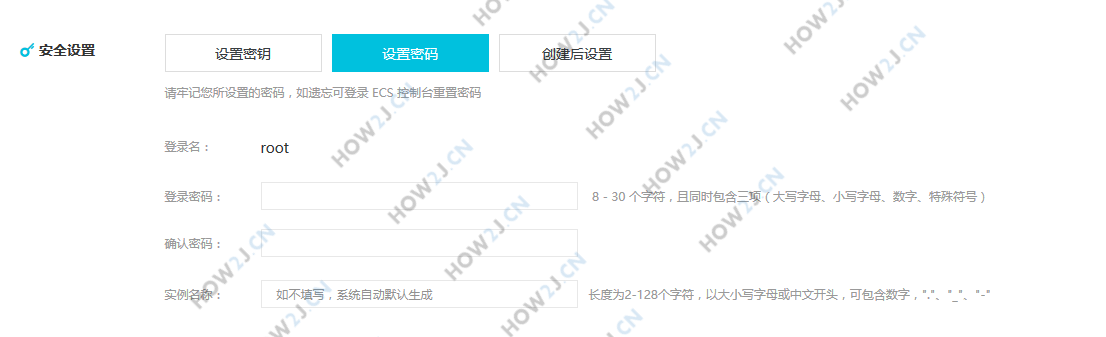 安全设置
设置密钥
设置密码
创建后设置
请牢记您所设置的密码，如遗忘可登录 ECS 控制台重置密码
登录名：
root
登录密码：
8 - 30 个字符，且同时包含三项（大写字母、小写字母、数字、特殊符号）
确认密码：
实例名称：
如不填写，系统自动默认生成
长度为2-128个字符，以大小写字母或中文开头，可包含数字，"."、"_"、"-"
HOW2J.CN
HOW2J.CN
HOW2J.CN
HOW2J.CN
HOW2J.CN
HOW2J.CN
HOW2J.CN
HOW2J.CN
HOW2J.CN
HOW2J.CN
HOW2J.CN
HOW2J.CN